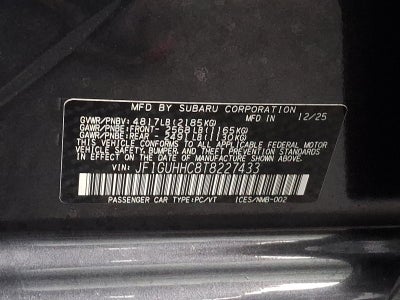 MFD. BY SUBARU CORPORATION
MFD IN 12/25
GVWR/PNBV: 4817LB(2185KG)
GAWR/PNBE:FRONT- 2568LB(1165KG)
GAWR/PNBE:REAR - 2491LB(1130KG)
THIS VEHICLE CONFORMS TO ALL APPLICABLE FEDERAL MOTOR
VEHICLE SAFETY, BUMPER, AND THEFT PREVENTION STANDARDS
IN EFFECT ON THE DATE OF MANUFACTURE SHOWN ABOVE.
VIN: JF1GUHHC8T8227433
PASSENGER CAR TYPE:PC/VT ICES/NMB-002